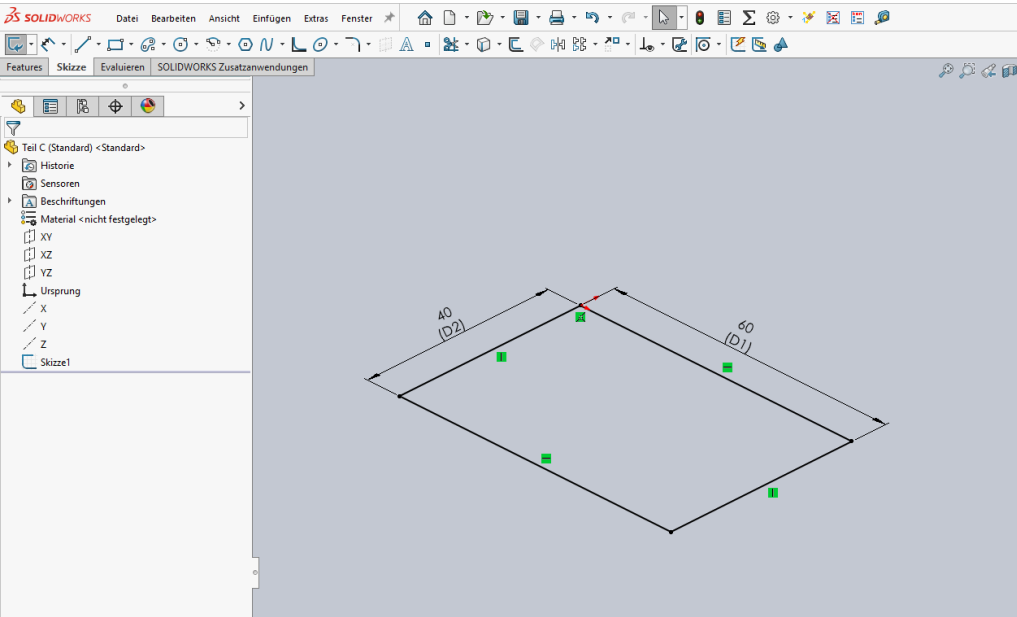 SOLIDWORKS Datei Bearbeiten Ansicht Einfügen Extras Fenster
Features Skizze Evaluieren SOLIDWORKS Zusatzanwendungen
Teil C (Standard) <Standard>
Historie
Sensoren
Beschriftungen
Material <nicht festgelegt>
XY
XZ
YZ
Ursprung
X
Y
Z
Skizze1
40
(D2)
60
(D1)